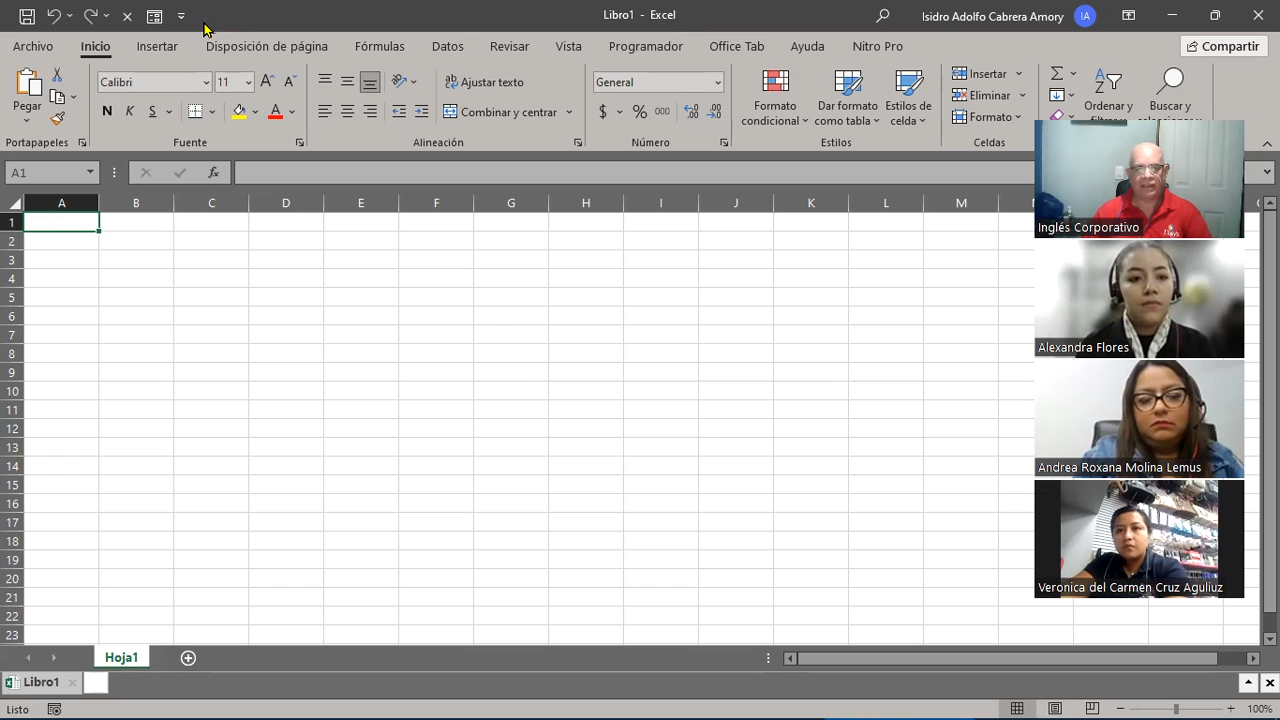 Libro1 - Excel
Isidro Adolfo Cabrera Amory
IA
Archivo
Inicio
Insertar
Disposición de página
Fórmulas
Datos
Revisar
Vista
Programador
Office Tab
Ayuda
Nitro Pro
Compartir
Pegar
Portapapeles
Calibri
11
N
K
S
Fuente
Ajustar texto
Combinar y centrar
Alineación
General
$
%
000
Número
Formato
condicional
Dar formato
como tabla
Estilos de
celda
Estilos
Insertar
Eliminar
Formato
Celdas
Ordenar y
Buscar y
A1
fx
A B C D E F G H I J K L M
1
2
3
4
5
6
7
8
9
10
11
12
13
14
15
16
17
18
19
20
21
22
23
Inglés Corporativo
Alexandra Flores
Andrea Roxana Molina Lemus
Veronica del Carmen Cruz Aguliuz
Hoja1
Libro1
Listo
100%